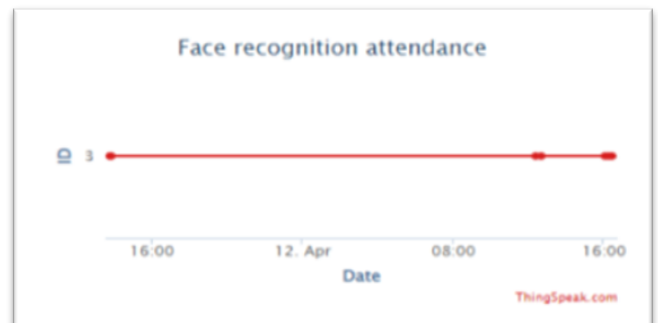 Face recognition attendance
ID
3
16:00
12. Apr
08:00
16:00
Date
ThingSpeak.com